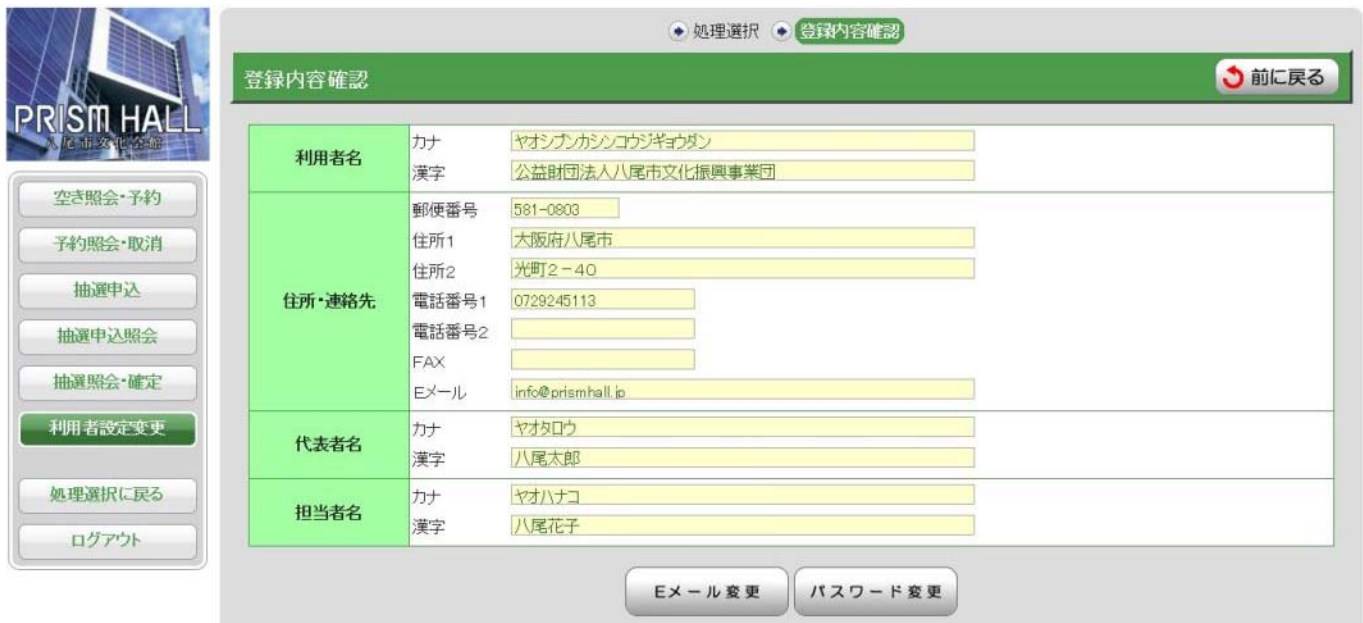 処理選択 登録内容確認
登録内容確認
前に戻る
PRISM HALL
八尾市文化会館
空き照会・予約
予約照会・取消
抽選申込
抽選申込照会
抽選照会・確定
利用者設定変更
処理選択に戻る
ログアウト
利用者名
カナ ヤオシブンカシンコウジギョウダン
漢字 公益財団法人八尾市文化振興事業団
住所・連絡先
郵便番号 581-0803
住所1 大阪府八尾市
住所2 光町2-40
電話番号1 0729245113
電話番号2
FAX
Eメール info@prismhall.jp
代表者名
カナ ヤオタロウ
漢字 八尾太郎
担当者名
カナ ヤオハナコ
漢字 八尾花子
Eメール変更 パスワード変更